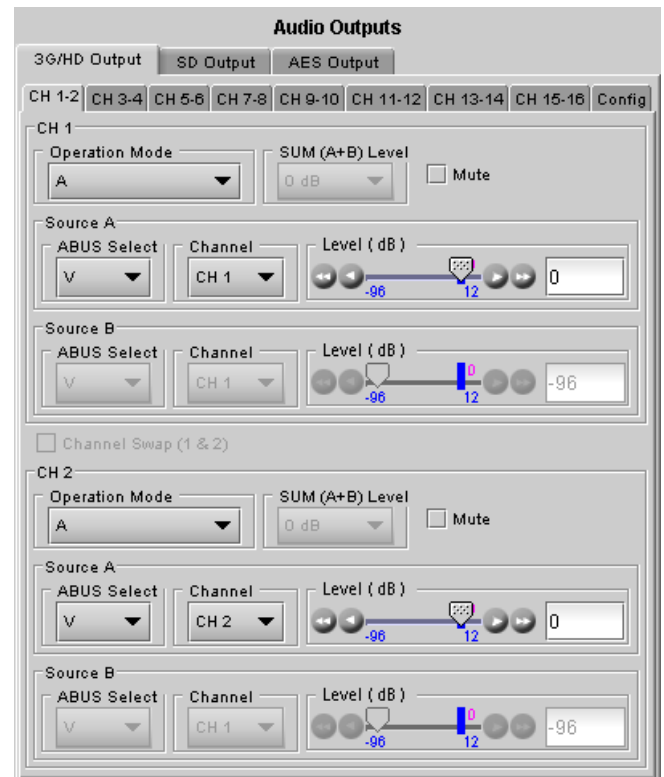 Audio Outputs
3G/HD Output SD Output AES Output
CH 1-2 CH 3-4 CH 5-6 CH 7-8 CH 9-10 CH 11-12 CH 13-14 CH 15-16 Config
CH 1
Operation Mode SUM (A+B) Level
A 0 dB Mute
Source A
ABUS Select Channel Level ( dB )
V CH 1 0
-96 12
Source B
ABUS Select Channel Level ( dB )
V CH 1 0 -96
-96 12
Channel Swap (1 & 2)
CH 2
Operation Mode SUM (A+B) Level
A 0 dB Mute
Source A
ABUS Select Channel Level ( dB )
V CH 2 0
-96 12
Source B
ABUS Select Channel Level ( dB )
V CH 1 0 -96
-96 12